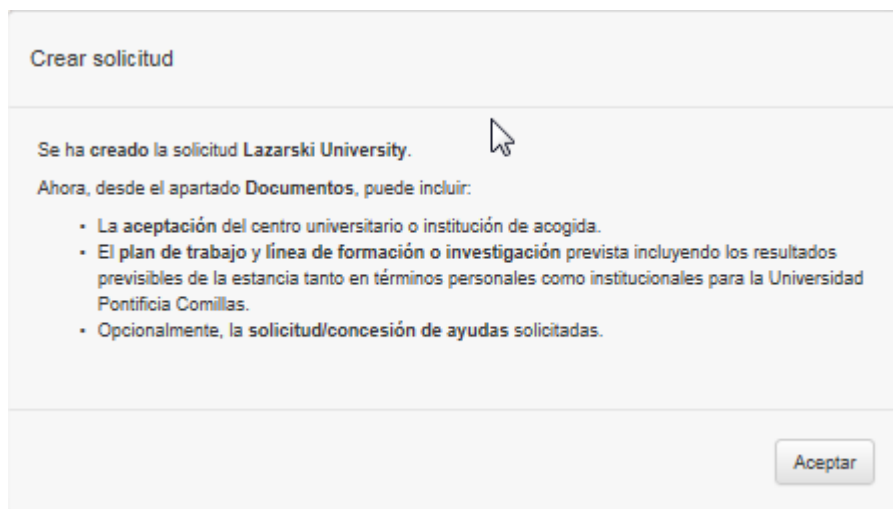 Crear solicitud
Se ha creado la solicitud Lazarski University.
Ahora, desde el apartado Documentos, puede incluir:
• La aceptación del centro universitario o institución de acogida.
• El plan de trabajo y línea de formación o investigación prevista incluyendo los resultados
previsibles de la estancia tanto en términos personales como institucionales para la Universidad
Pontificia Comillas.
• Opcionalmente, la solicitud/concesión de ayudas solicitadas.
Aceptar